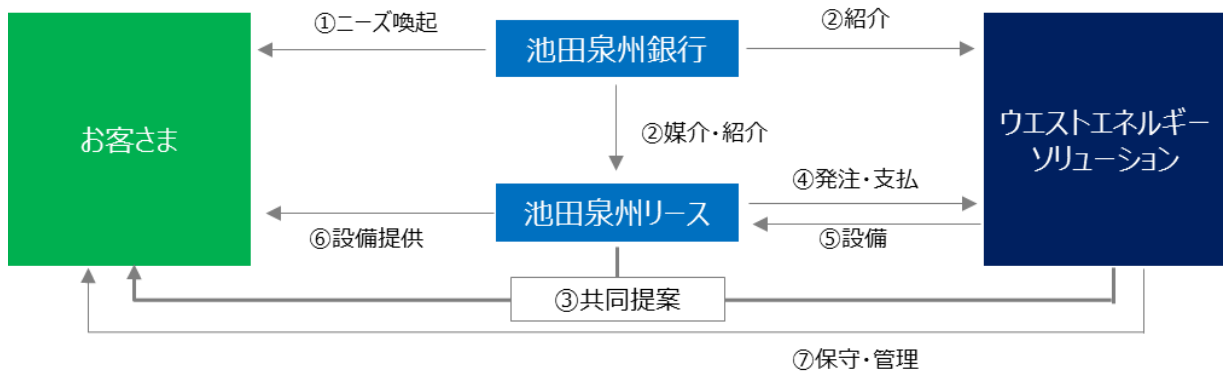 ①ニーズ喚起
池田泉州銀行
②紹介
お客さま
②媒介・紹介
ウエストエネルギー
ソリューション
④発注・支払
池田泉州リース
⑥設備提供
⑤設備
③共同提案
⑦保守・管理